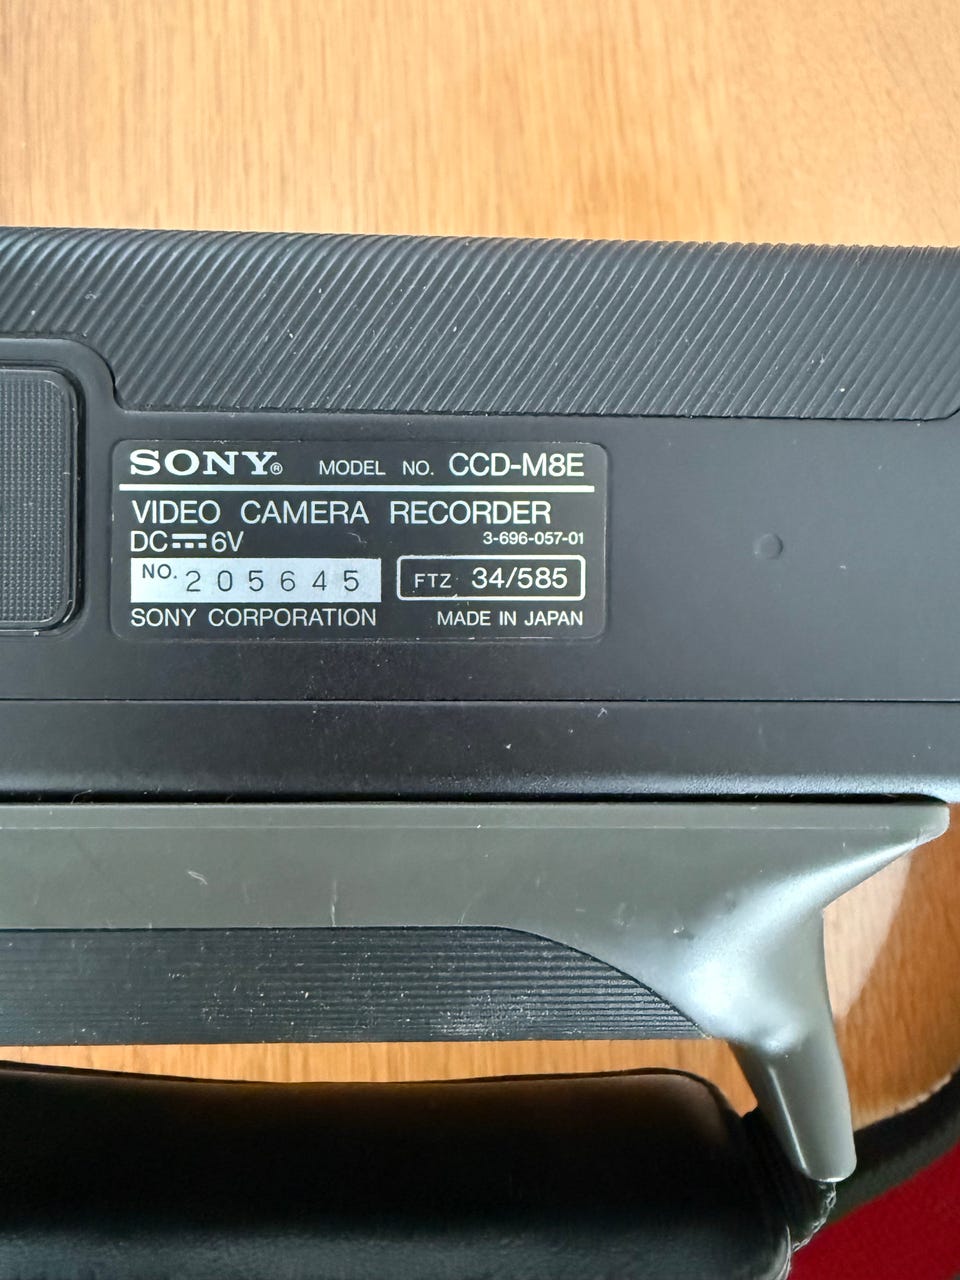 SONY® MODEL NO. CCD-M8E
VIDEO CAMERA RECORDER
DC⎓6V 3-696-057-01
NO. 205645 FTZ 34/585
SONY CORPORATION MADE IN JAPAN